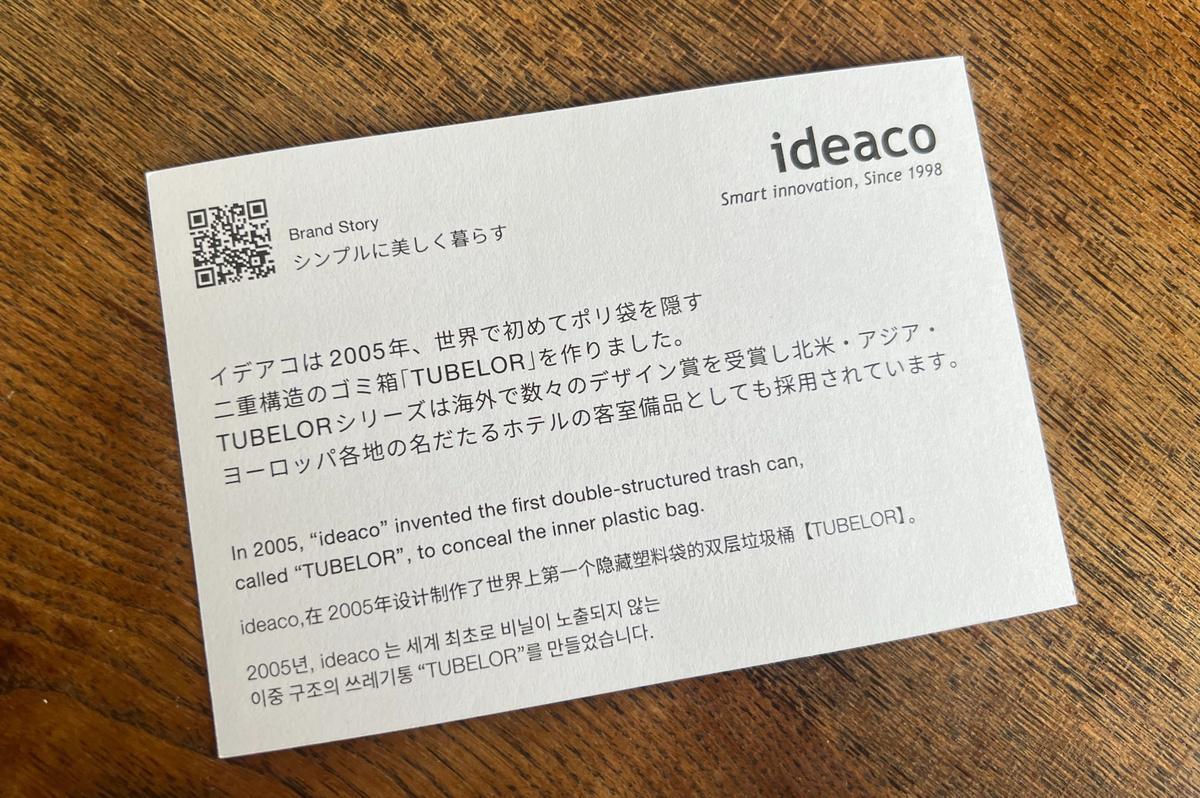 ideaco
Smart innovation, Since 1998
Brand Story
シンプルに美しく暮らす
イデアコは2005年、世界で初めてポリ袋を隠す
二重構造のゴミ箱「TUBELOR」を作りました。
TUBELORシリーズは海外で数々のデザイン賞を受賞し北米・アジア・
ヨーロッパ各地の名だたるホテルの客室備品としても採用されています。
In 2005, “ideaco” invented the first double-structured trash can,
called “TUBELOR”, to conceal the inner plastic bag.
ideaco,在 2005年设计制作了世界上第一个隐藏塑料袋的双层垃圾桶【TUBELOR】。
2005년, ideaco 는 세계 최초로 비닐이 노출되지 않는
이중 구조의 쓰레기통 “TUBELOR”를 만들었습니다.